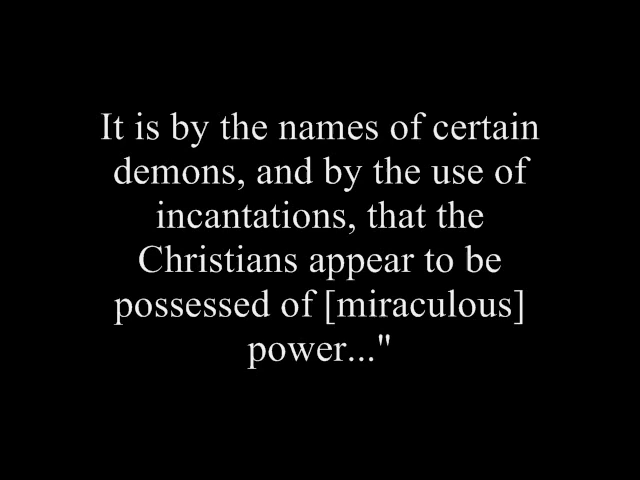 It is by the names of certain
demons, and by the use of
incantations, that the
Christians appear to be
possessed of [miraculous]
power..."